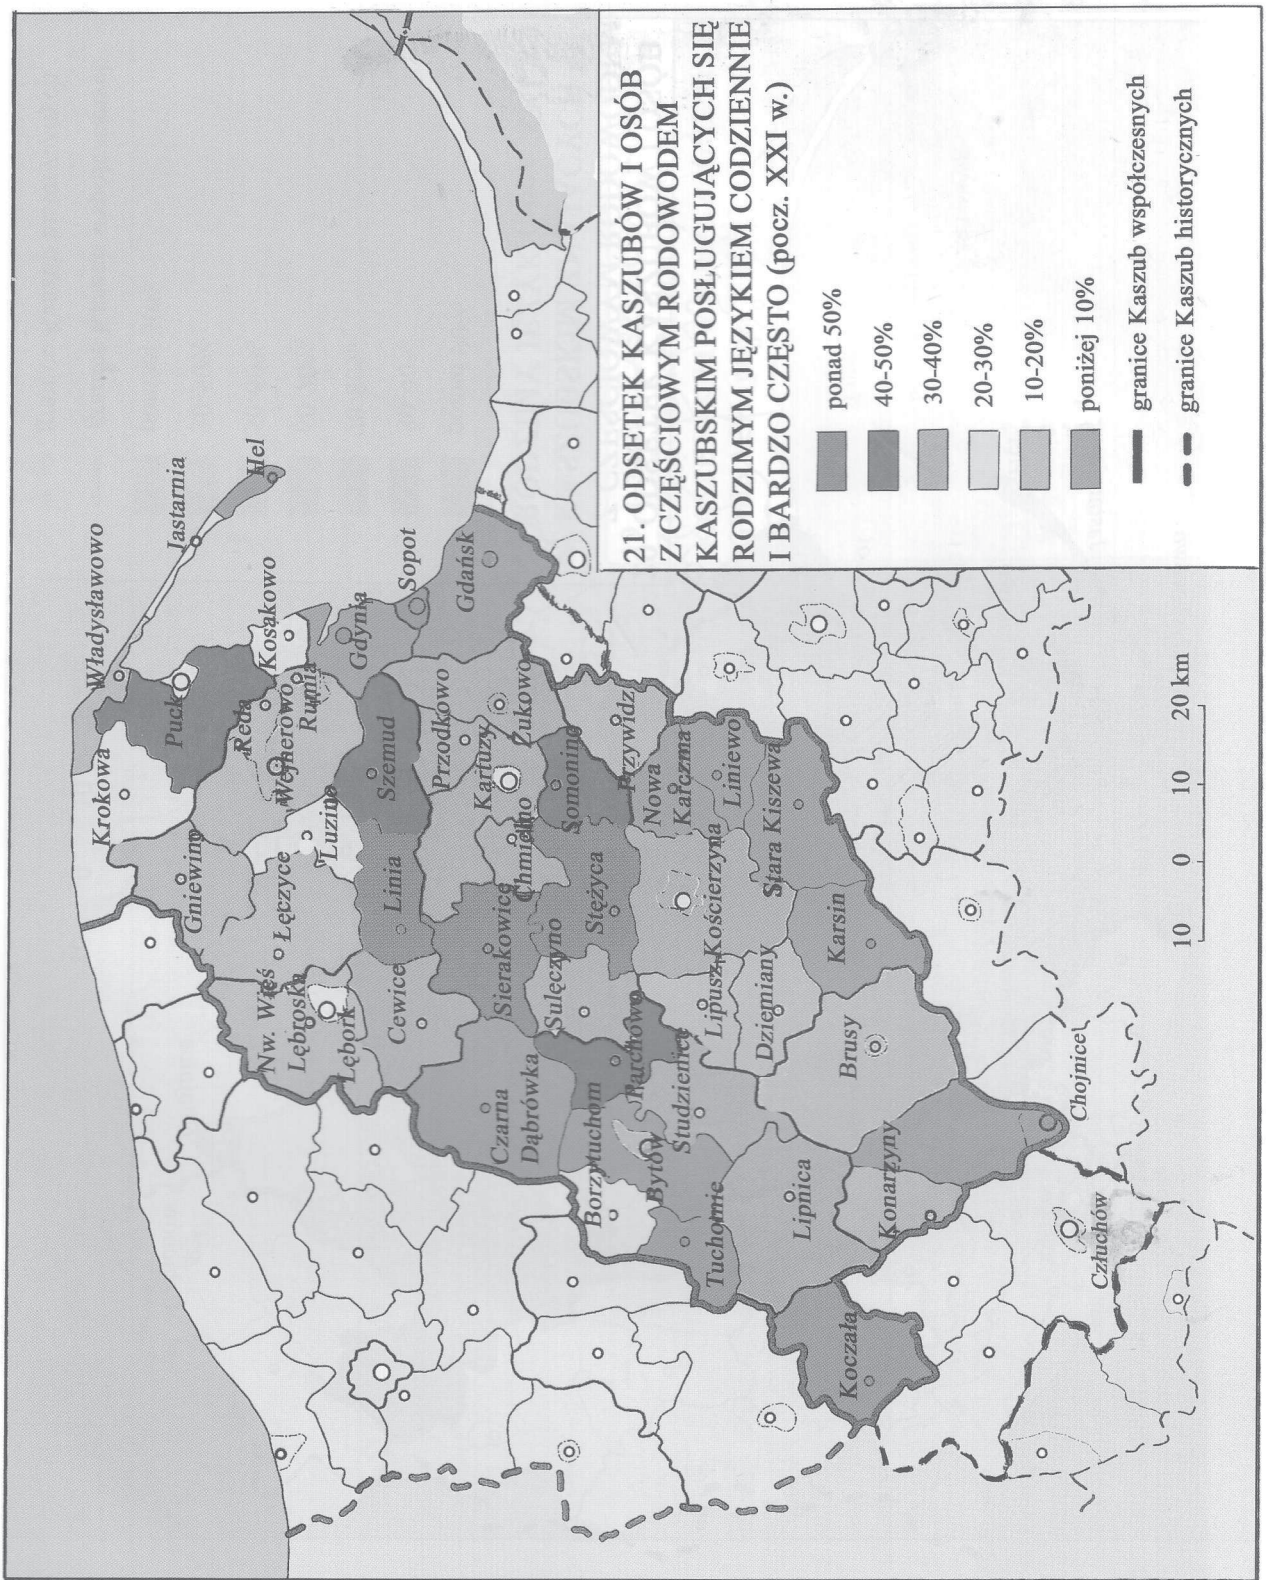 21. ODSETEK KASZUBÓW I OSÓB
Z CZĘŚCIOWYM RODOWODEM
KASZUBSKIM POSŁUGUJĄCYCH SIĘ
RODZIMYM JĘZYKIEM CODZIENNIE
I BARDZO CZĘSTO (pocz. XXI w.)
ponad 50%
40-50%
30-40%
20-30%
10-20%
poniżej 10%
granice Kaszub współczesnych
granice Kaszub historycznych
Władysławowo
Jastarnia
Hel
Krokowa
Puck
Kosakowo
Gniewino
Reda
Rumia
Wejherowo
Gdynia
Sopot
Gdańsk
Łęczyce
Luzino
Szemud
Nw. Wieś
Lębroska
Lębork
Linia
Przodkowo
Cewice
Kartuzy
Żukowo
Sierakowice
Chmielno
Somonino
Czarna
Dąbrówka
Sulęczyno
Stężyca
Przywidz
Parchowo
Borzytuchom
Bytów
Studzienice
Nowa
Karczma
Kościerzyna
Lipusz
Liniewo
Tuchomie
Dziemiany
Stara Kiszewa
Lipnica
Brusy
Karsin
Koczała
Konarzyny
Chojnice
Człuchów
10 0 10 20 km